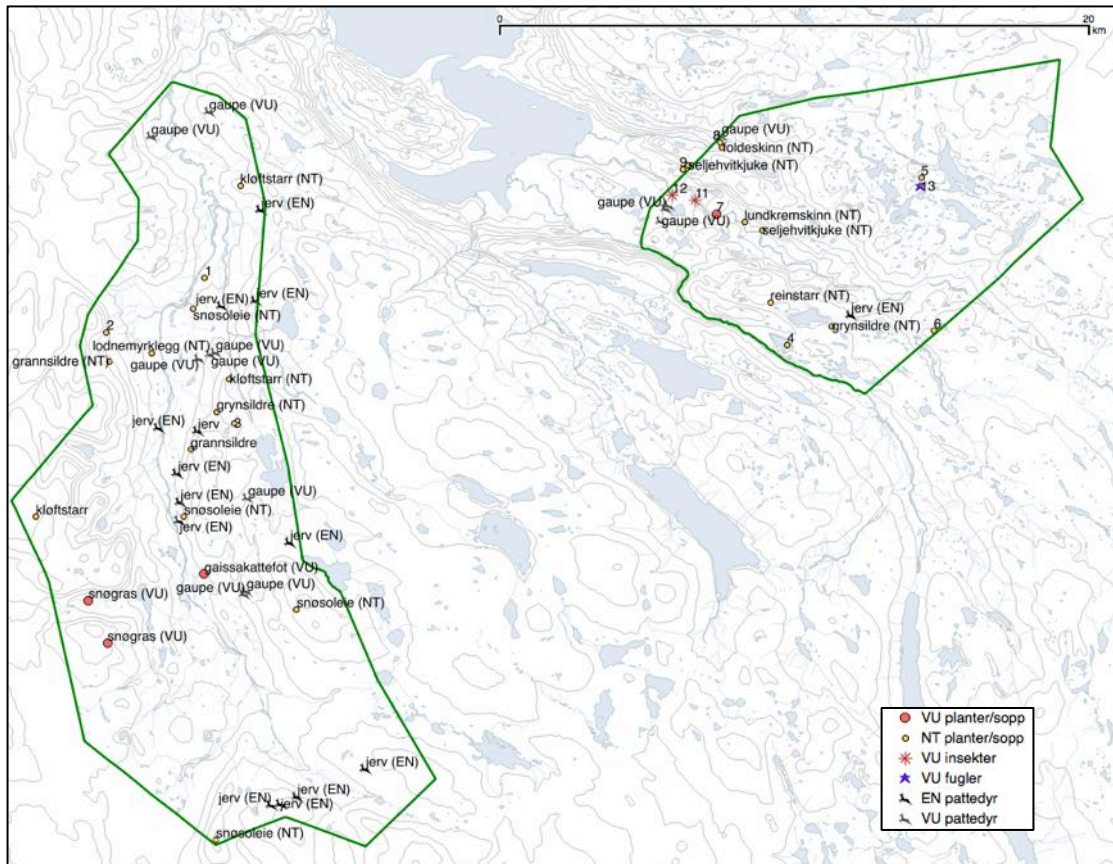 0
20
km
gaupe (VU)
gaupe (VU)
kløftstarr (NT)
jerv (EN)
1
jerv (EN)
jerv (EN)
snøsoleie (NT)
2
lodnemyrklegg (NT)
gaupe (VU)
grannsildre (NT)
gaupe (VU)
gaupe (VU)
kløftstarr (NT)
grynsildre (NT)
jerv (EN)
jerv
3
grannsildre
jerv (EN)
gaupe (VU)
jerv (EN)
kløftstarr
snøsoleie (NT)
jerv (EN)
jerv (EN)
gaissakattefot (VU)
gaupe (VU)
gaupe (VU)
snøgras (VU)
snøsoleie (NT)
snøgras (VU)
jerv (EN)
jerv (EN)
jerv (EN)
jerv (EN)
snøsoleie (NT)
8
gaupe (VU)
foldeskinn (NT)
9
seljehvitkjuke (NT)
5
13
12
11
gaupe (VU)
7
gaupe (VU)
lundkremskinn (NT)
seljehvitkjuke (NT)
reinstarr (NT)
jerv (EN)
grynsildre (NT)
6
4
VU planter/sopp
NT planter/sopp
VU insekter
VU fugler
EN pattedyr
VU pattedyr